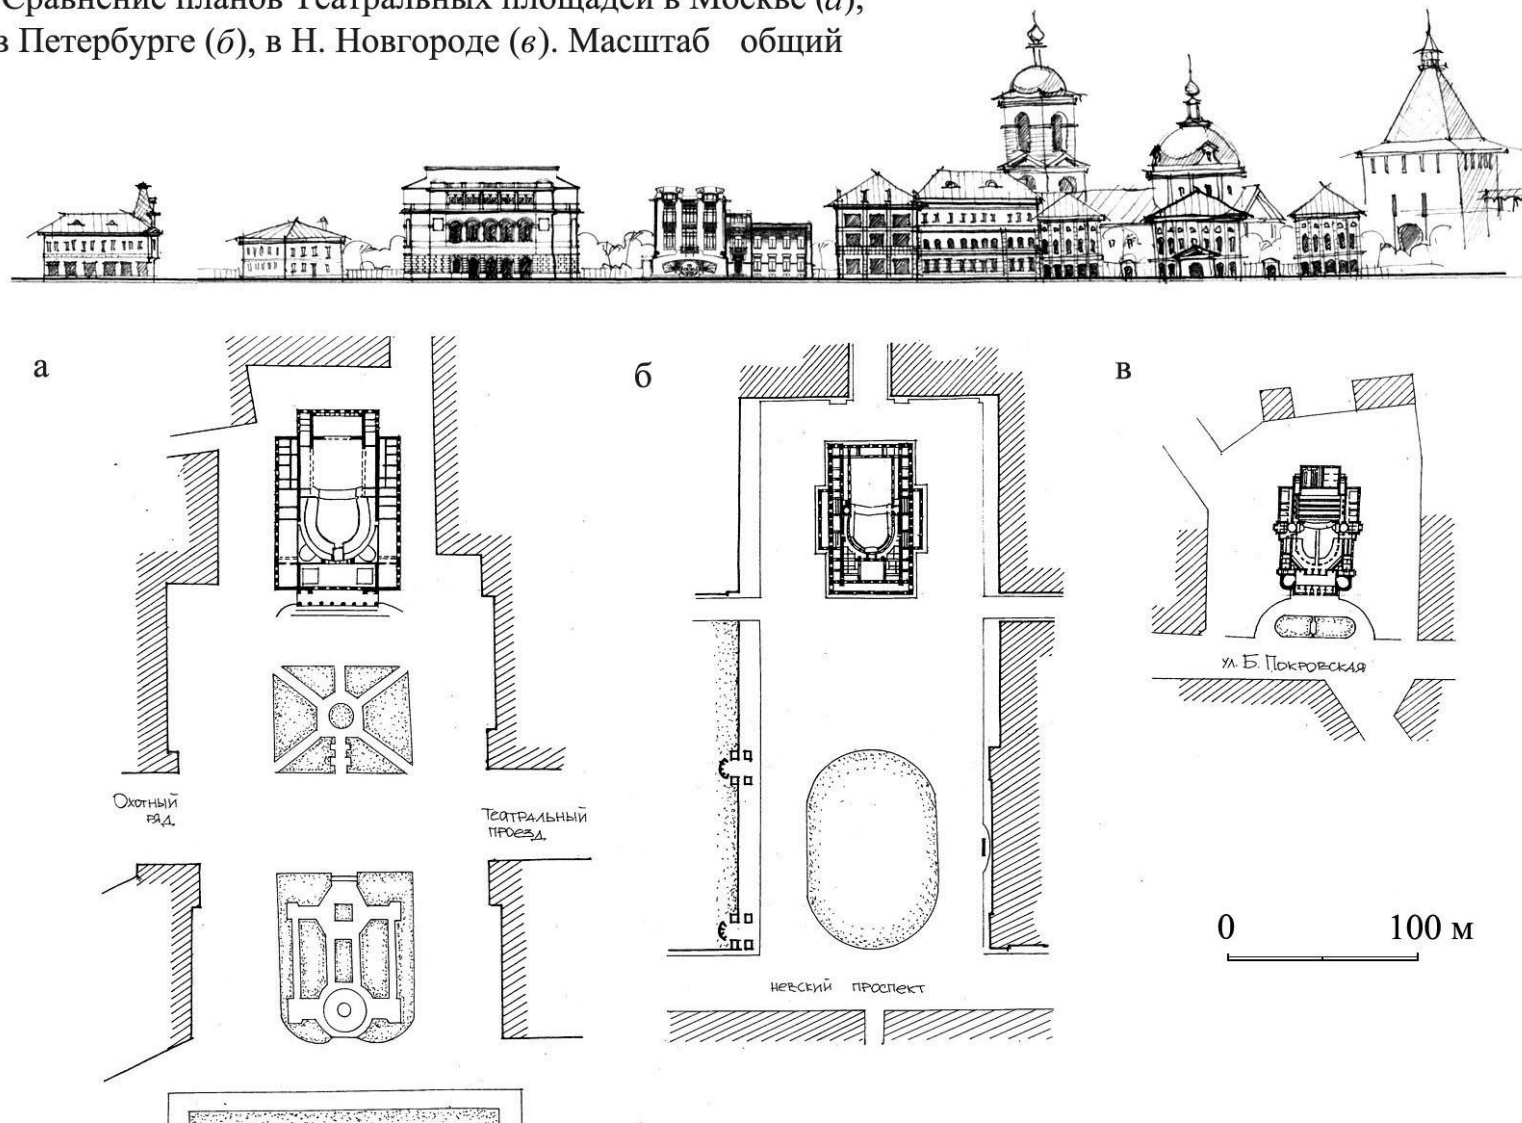 Сравнение планов Театральных площадей в Москве (а),
в Петербурге (б), в Н. Новгороде (в). Масштаб общий
а
б
в
ул. Б. Покровская
Охотный
ряд
Театральный
проезд
0 100 м
невский проспект